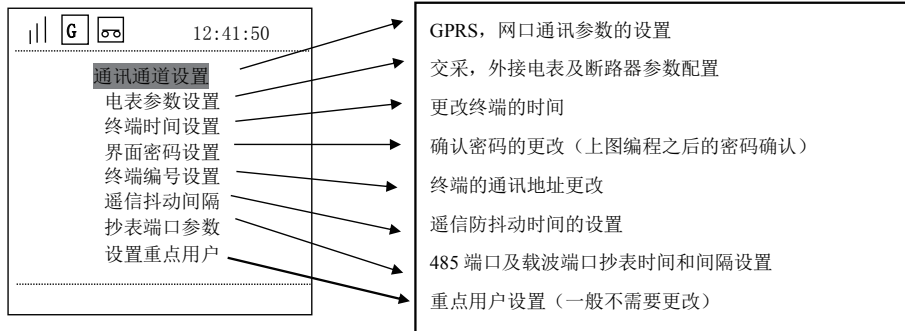 G 12:41:50
通讯通道设置
电表参数设置
终端时间设置
界面密码设置
终端编号设置
遥信抖动间隔
抄表端口参数
设置重点用户
GPRS，网口通讯参数的设置
交采，外接电表及断路器参数配置
更改终端的时间
确认密码的更改（上图编程之后的密码确认）
终端的通讯地址更改
遥信防抖动时间的设置
485 端口及载波端口抄表时间和间隔设置
重点用户设置（一般不需要更改）